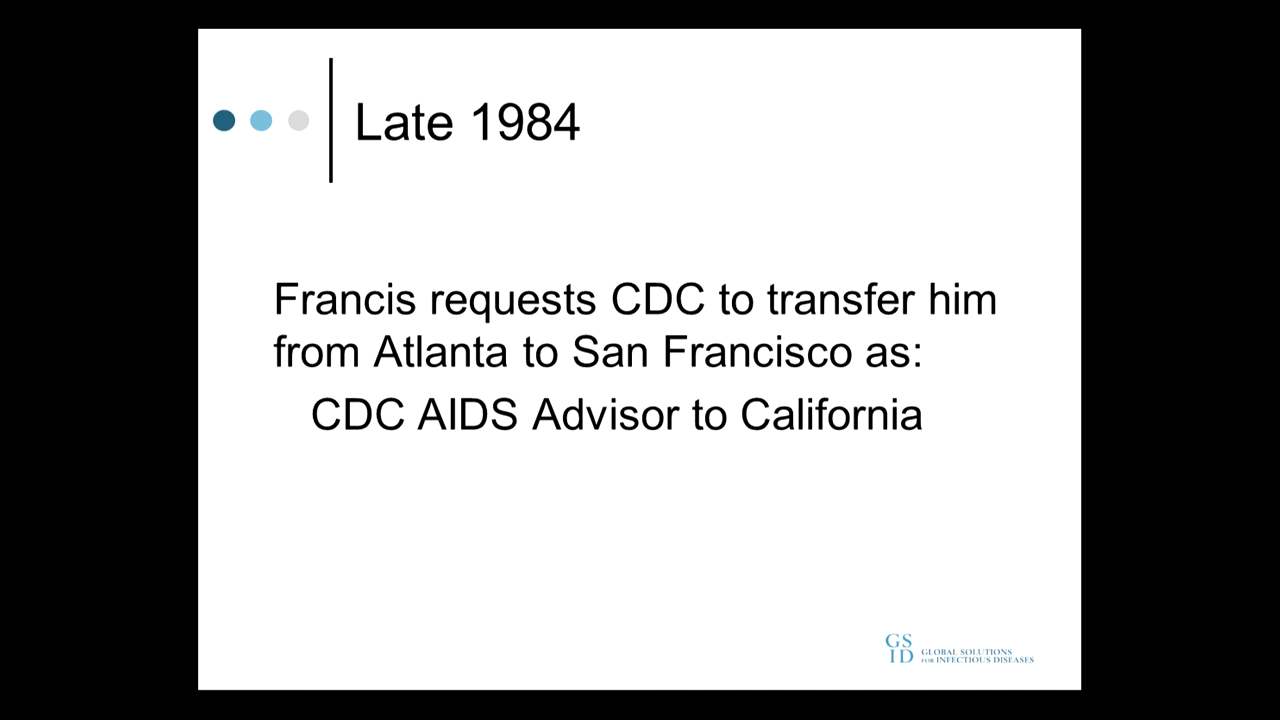 Late 1984
Francis requests CDC to transfer him
from Atlanta to San Francisco as:
CDC AIDS Advisor to California
GS
ID
GLOBAL SOLUTIONS
FOR INFECTIOUS DISEASES